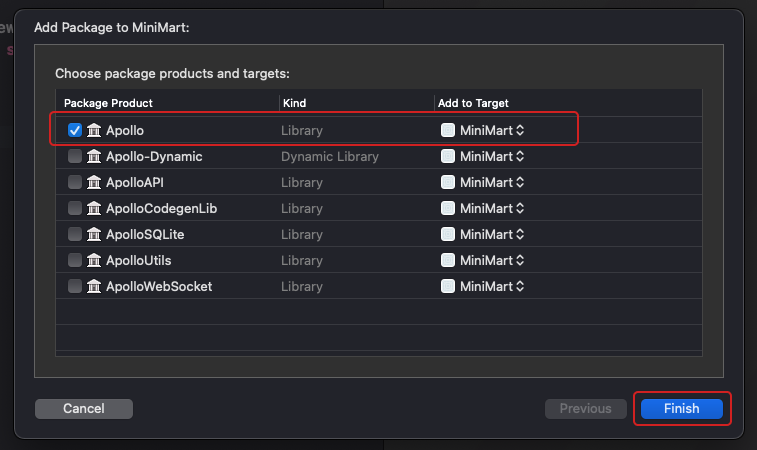 ew
s
Add Package to MiniMart:
Choose package products and targets:
Package Product Kind Add to Target
Apollo Library MiniMart
Apollo-Dynamic Dynamic Library MiniMart
ApolloAPI Library MiniMart
ApolloCodegenLib Library MiniMart
ApolloSQLite Library MiniMart
ApolloUtils Library MiniMart
ApolloWebSocket Library MiniMart
Cancel Previous Finish